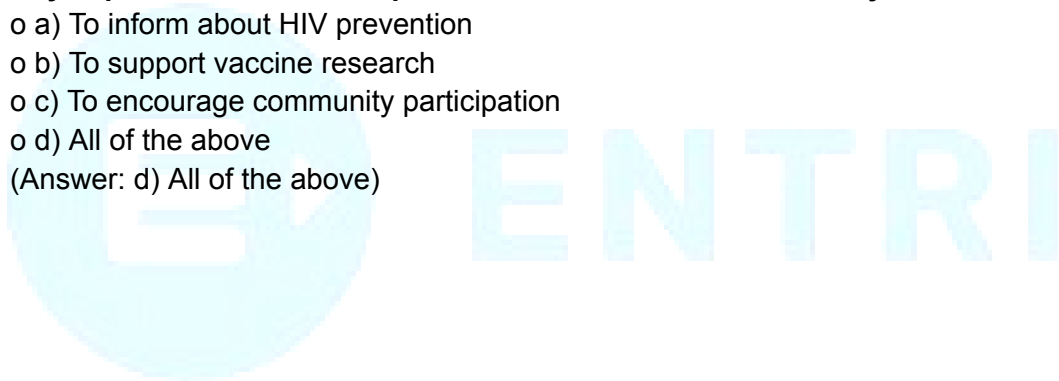 o a) To inform about HIV prevention
o b) To support vaccine research
o c) To encourage community participation
o d) All of the above
(Answer: d) All of the above)
ENTRI